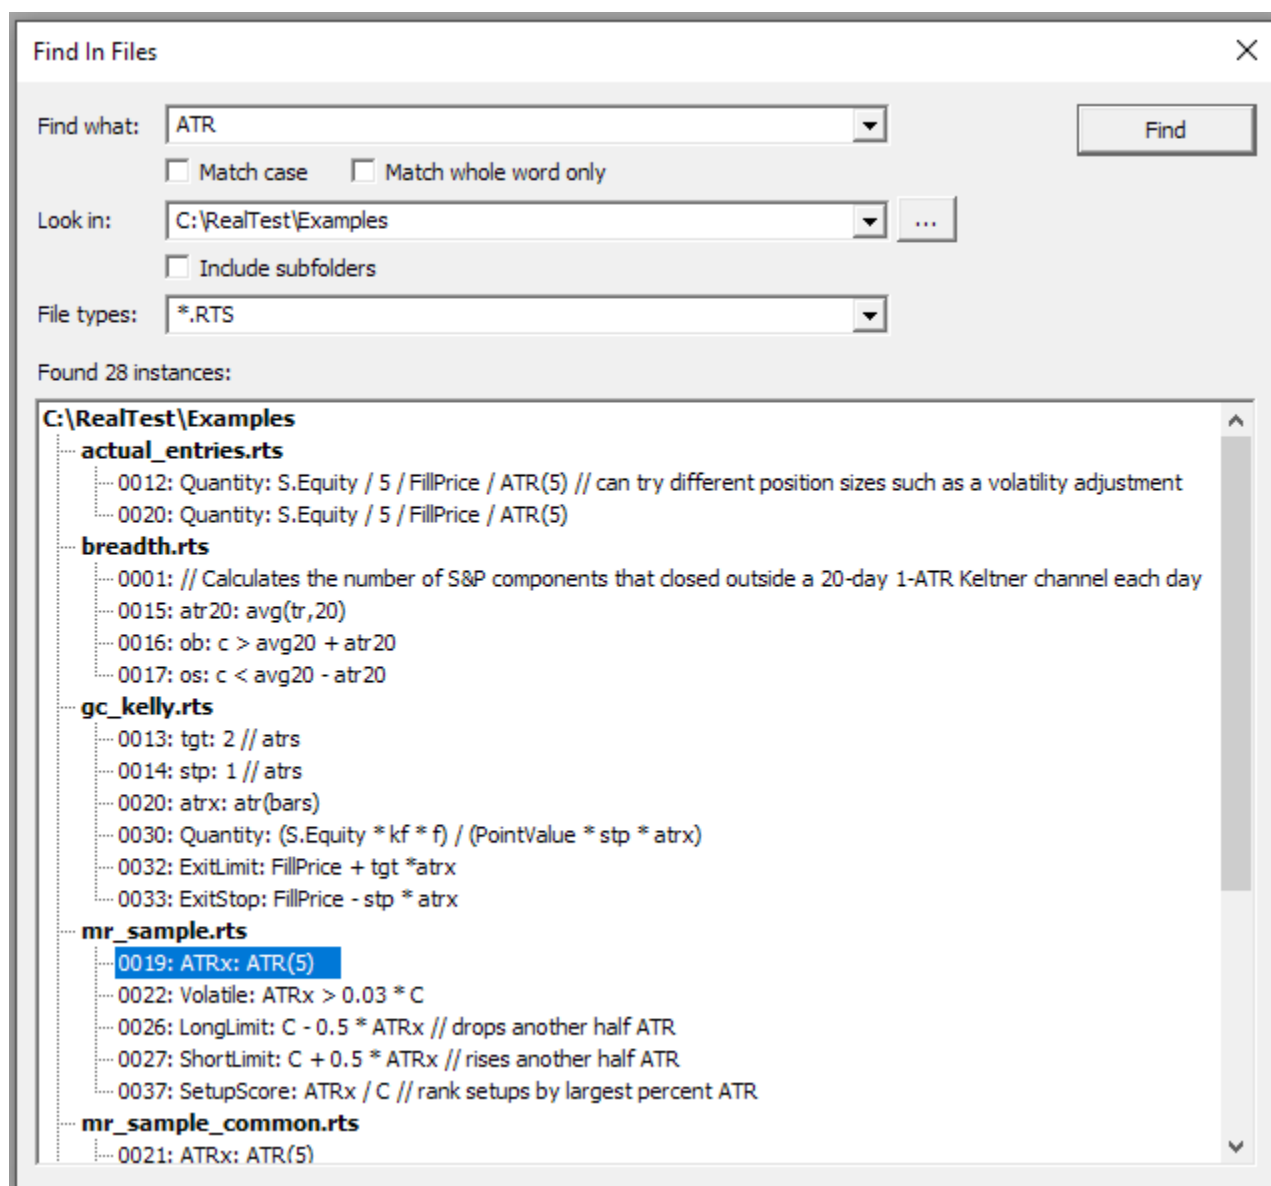 Find In Files
Find what: ATR Find
Match case Match whole word only
Look in: C:\RealTest\Examples ...
Include subfolders
File types: *.RTS
Found 28 instances:
C:\RealTest\Examples
actual_entries.rts
0012: Quantity: S.Equity / 5 / FillPrice / ATR(5) // can try different position sizes such as a volatility adjustment
0020: Quantity: S.Equity / 5 / FillPrice / ATR(5)
breadth.rts
0001: // Calculates the number of S&P components that closed outside a 20-day 1-ATR Keltner channel each day
0015: atr20: avg(tr,20)
0016: ob: c > avg20 + atr20
0017: os: c < avg20 - atr20
gc_kelly.rts
0013: tgt: 2 // atrs
0014: stp: 1 // atrs
0020: atrx: atr(bars)
0030: Quantity: (S.Equity * kf * f) / (PointValue * stp * atrx)
0032: ExitLimit: FillPrice + tgt *atrx
0033: ExitStop: FillPrice - stp * atrx
mr_sample.rts
0019: ATRx: ATR(5)
0022: Volatile: ATRx > 0.03 * C
0026: LongLimit: C - 0.5 * ATRx // drops another half ATR
0027: ShortLimit: C + 0.5 * ATRx // rises another half ATR
0037: SetupScore: ATRx / C // rank setups by largest percent ATR
mr_sample_common.rts
0021: ATRx: ATR(5)